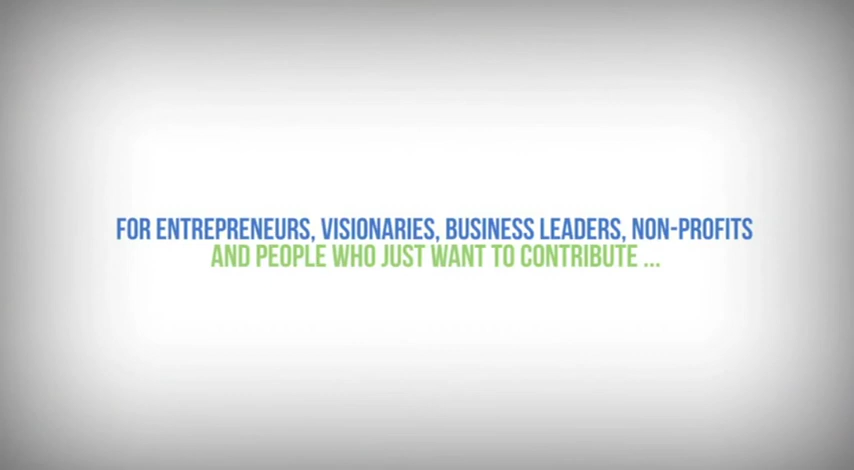 FOR ENTREPRENEURS, VISIONARIES, BUSINESS LEADERS, NON-PROFITS
AND PEOPLE WHO JUST WANT TO CONTRIBUTE ...